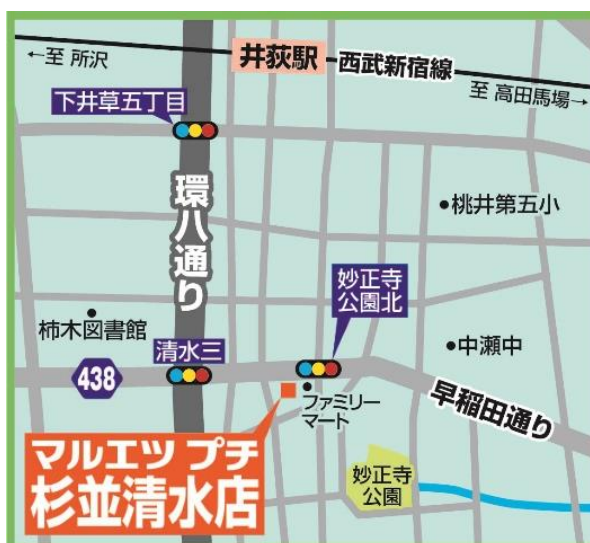 ←至 所沢
井荻駅
西武新宿線
至 高田馬場→
下井草五丁目
環八通り
桃井第五小
妙正寺
公園北
柿木図書館
清水三
中瀬中
438
ファミリー
マート
早稲田通り
マルエツ プチ
杉並清水店
妙正寺
公園